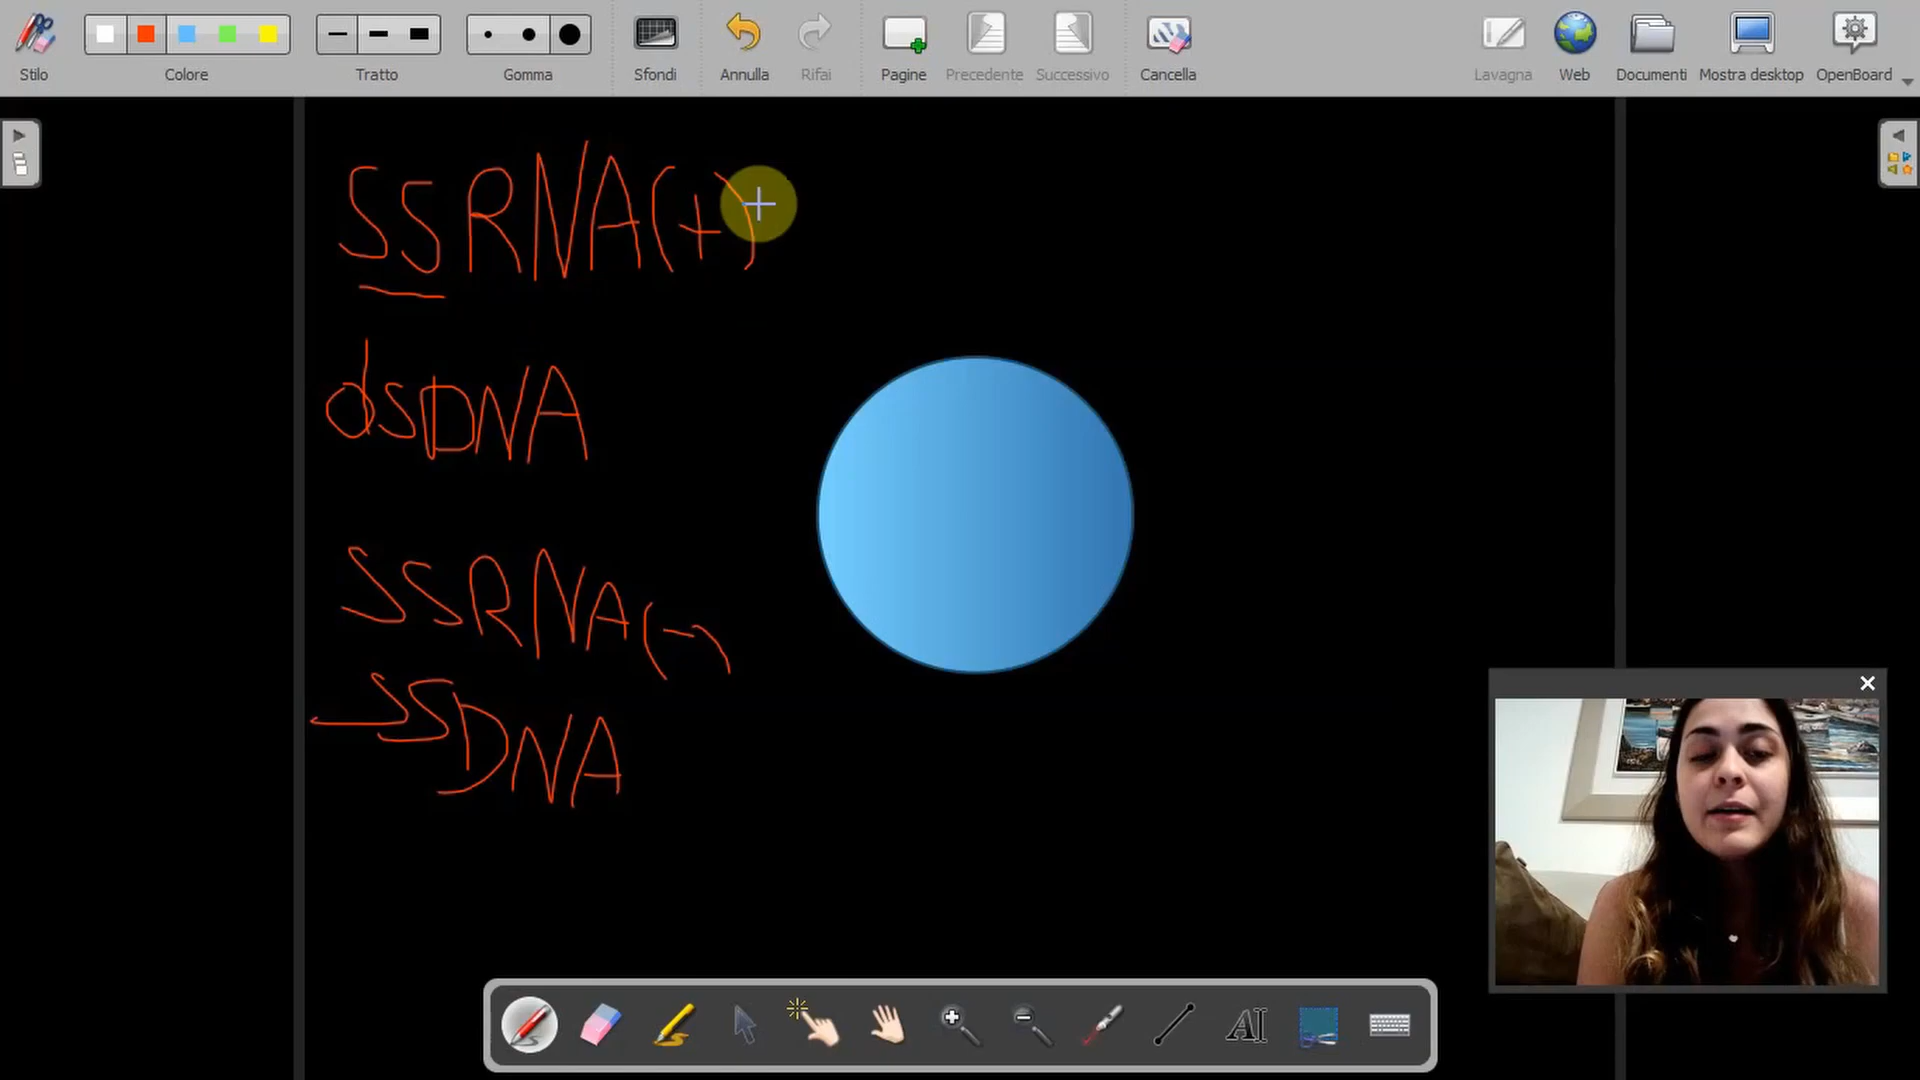 Stilo
Colore
Tratto
Gomma
Sfondi
Annulla
Rifai
Pagine
Precedente
Successivo
Cancella
Lavagna
Web
Documenti
Mostra desktop
OpenBoard
SSRNA(+)
dsDNA
SSRNA(-)
SSDNA
AI